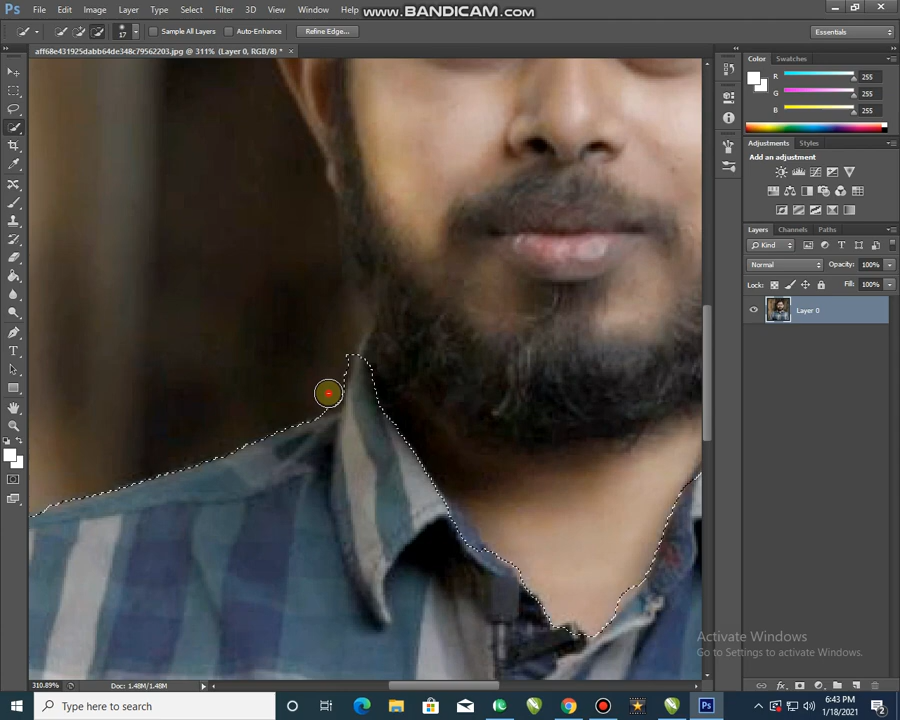 Ps File Edit Image Layer Type Select Filter 3D View Window Help www.BANDICAM.com
17 Sample All Layers Auto-Enhance Refine Edge... Essentials
aff68e431925dabb64de348c79562203.jpg @ 311% (Layer 0, RGB/8) * ×
Color Swatches
R 255
G 255
B 255
Adjustments Styles
Add an adjustment
Layers Channels Paths
Kind
Normal Opacity: 100%
Lock: Fill: 100%
Layer 0
Activate Windows
Go to Settings to activate Windows.
310.89% Doc: 1.48M/1.48M
Type here to search
Ps
6:43 PM
1/18/2021
2